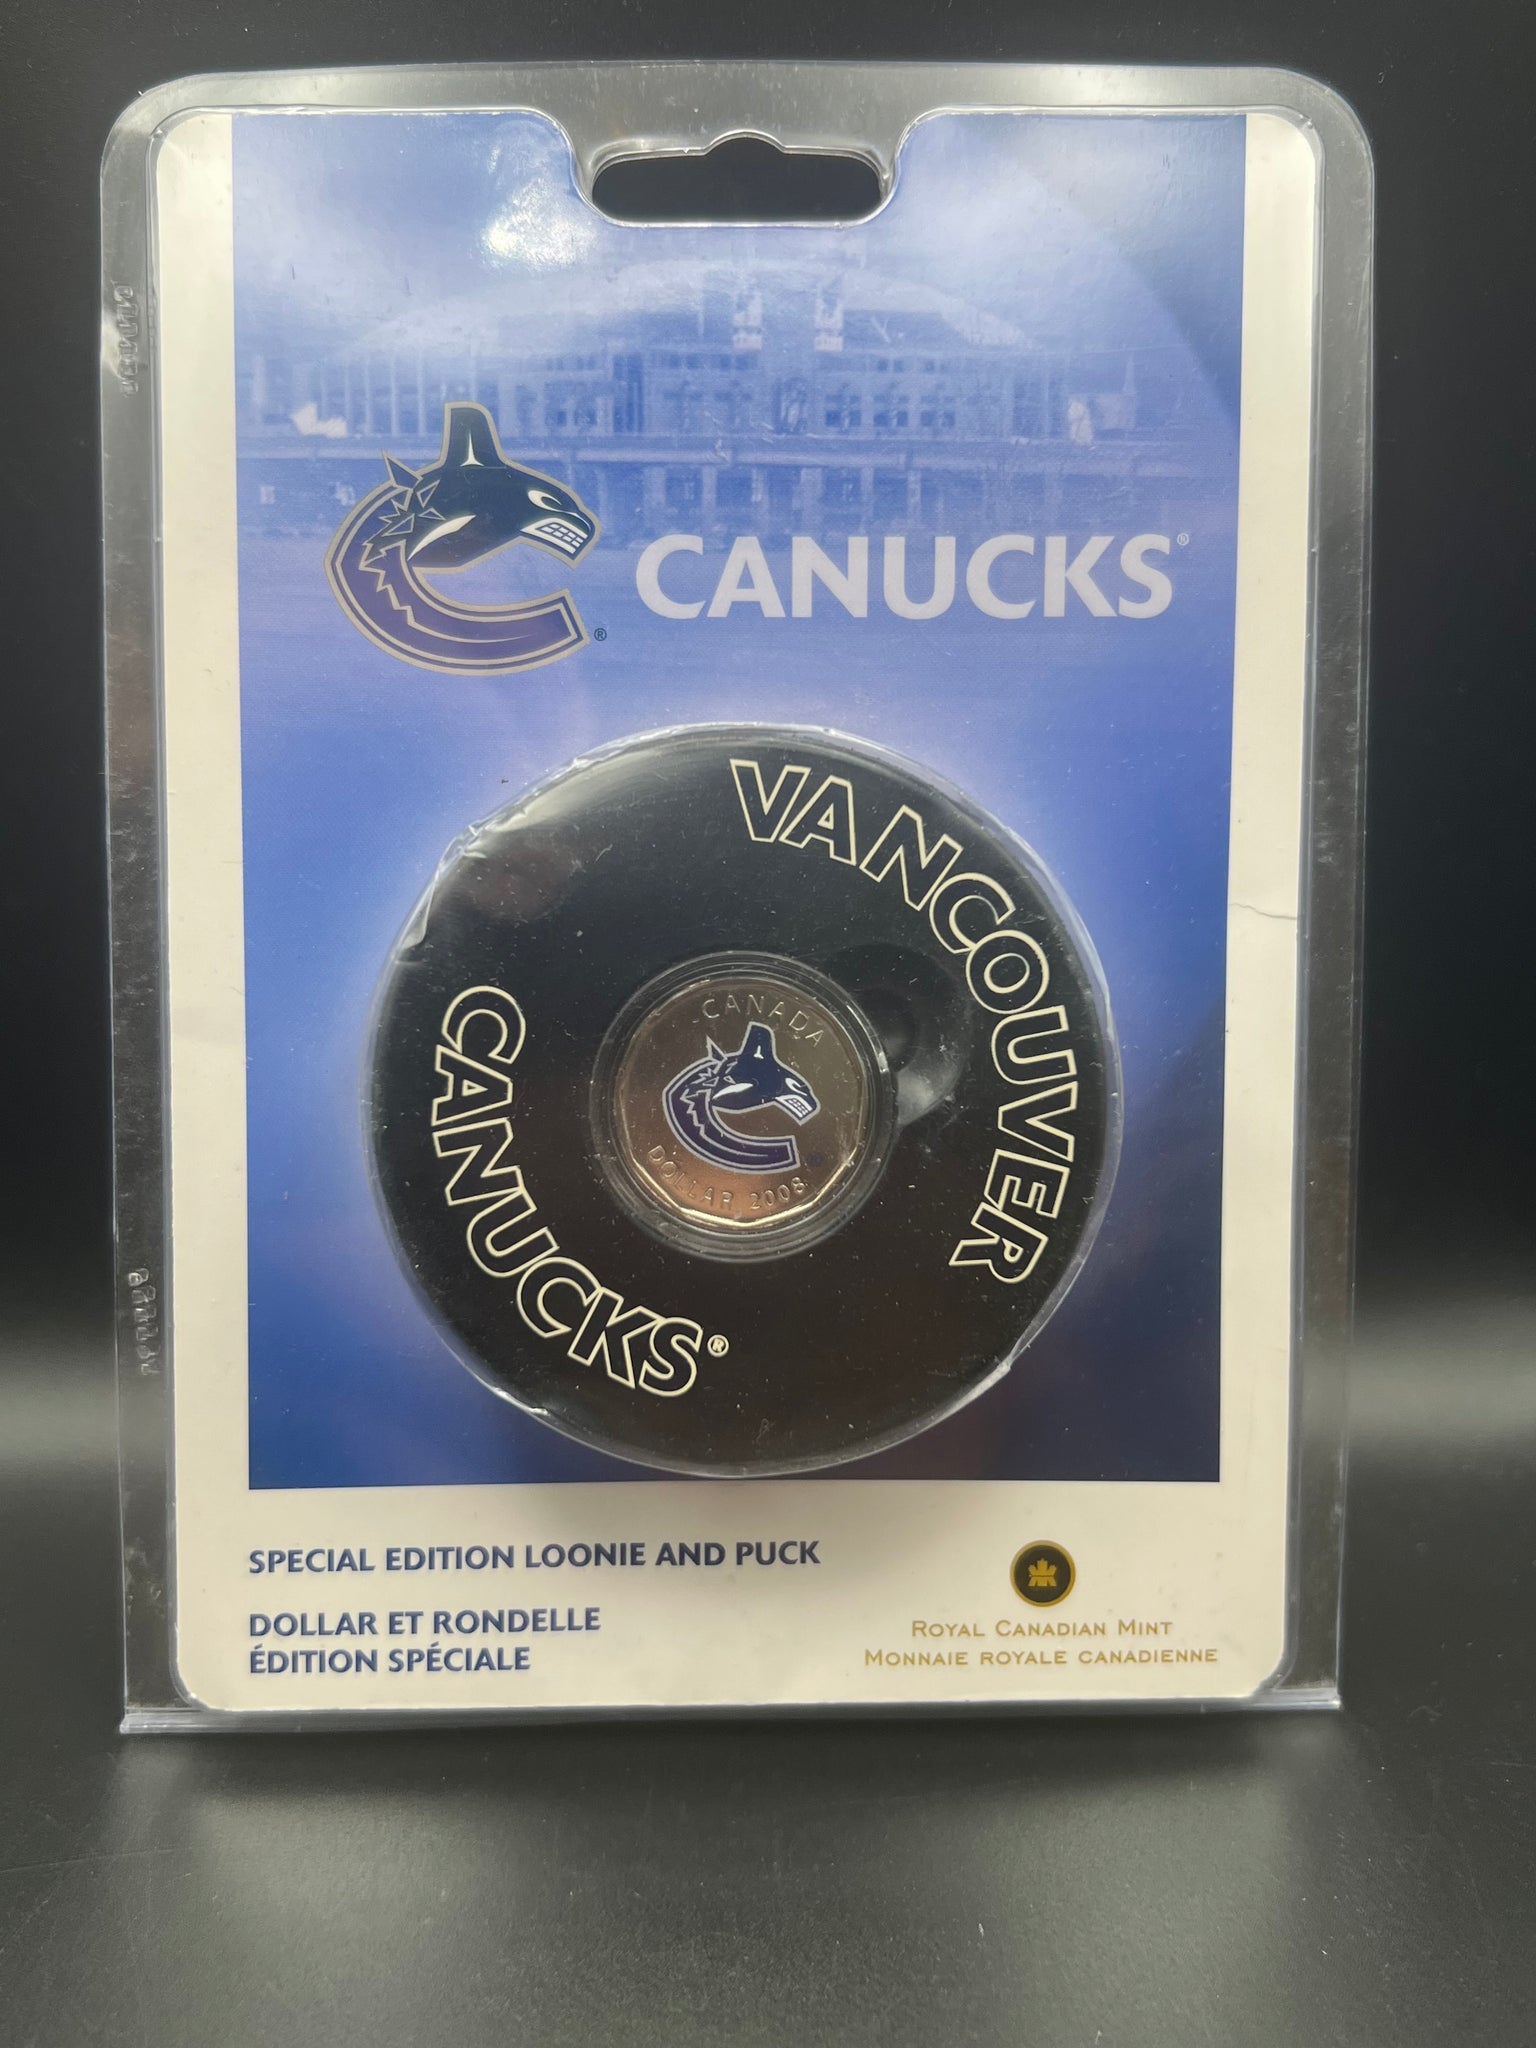 CANUCKS®
®
VANCOUVER
CANUCKS®
CANADA
DOLLAR 2008
SPECIAL EDITION LOONIE AND PUCK
DOLLAR ET RONDELLE
ÉDITION SPÉCIALE
ROYAL CANADIAN MINT
MONNAIE ROYALE CANADIENNE